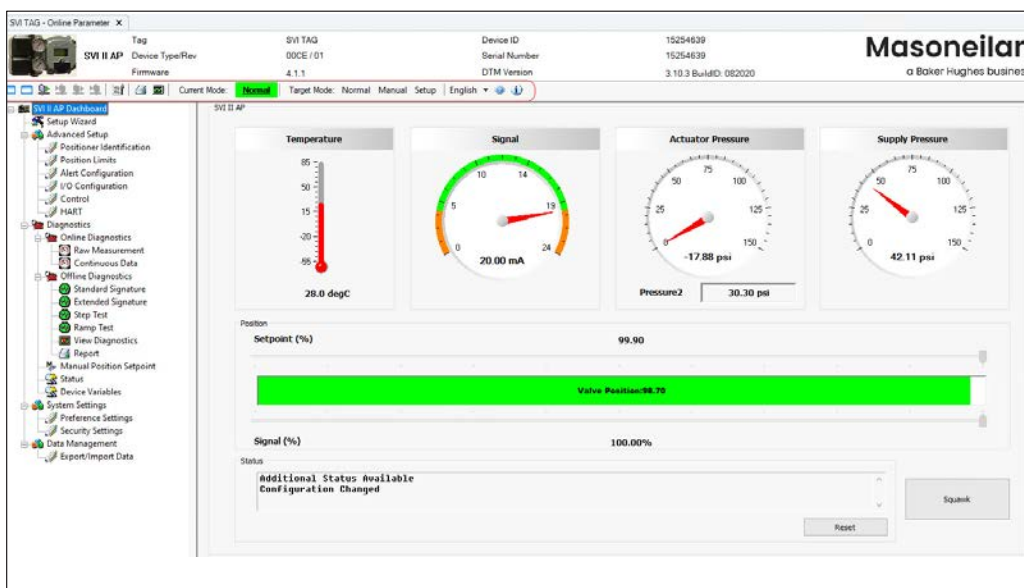 SVI TAG - Online Parameter X
SVI II AP
Tag SVI TAG Device ID 15254639
Device Type/Rev 00CE / 01 Serial Number 15254639
Firmware 4.1.1 DTM Version 3.10.3 BuildID: 082020
Masoneilan
a Baker Hughes busines
Current Mode: Normal Target Mode: Normal Manual Setup English
SVI II AP Dashboard
Setup Wizard
Advanced Setup
Positioner Identification
Position Limits
Alert Configuration
I/O Configuration
Control
HART
Diagnostics
Online Diagnostics
Raw Measurement
Continuous Data
Offline Diagnostics
Standard Signature
Extended Signature
Step Test
Ramp Test
View Diagnostics
Report
Manual Position Setpoint
Status
Device Variables
System Settings
Preference Settings
Security Settings
Data Management
Export/Import Data
SVI II AP
Temperature
85
50
15
-20
-55
28.0 degC
Signal
0 5 10 14 19 24
20.00 mA
Actuator Pressure
0 25 50 75 100 125 150
-17.88 psi
Pressure2 30.30 psi
Supply Pressure
0 25 50 75 100 125 150
42.11 psi
Position
Setpoint (%) 99.90
Valve Position:98.70
Signal (%) 100.00%
Status
Additional Status Available
Configuration Changed
Reset
Squawk